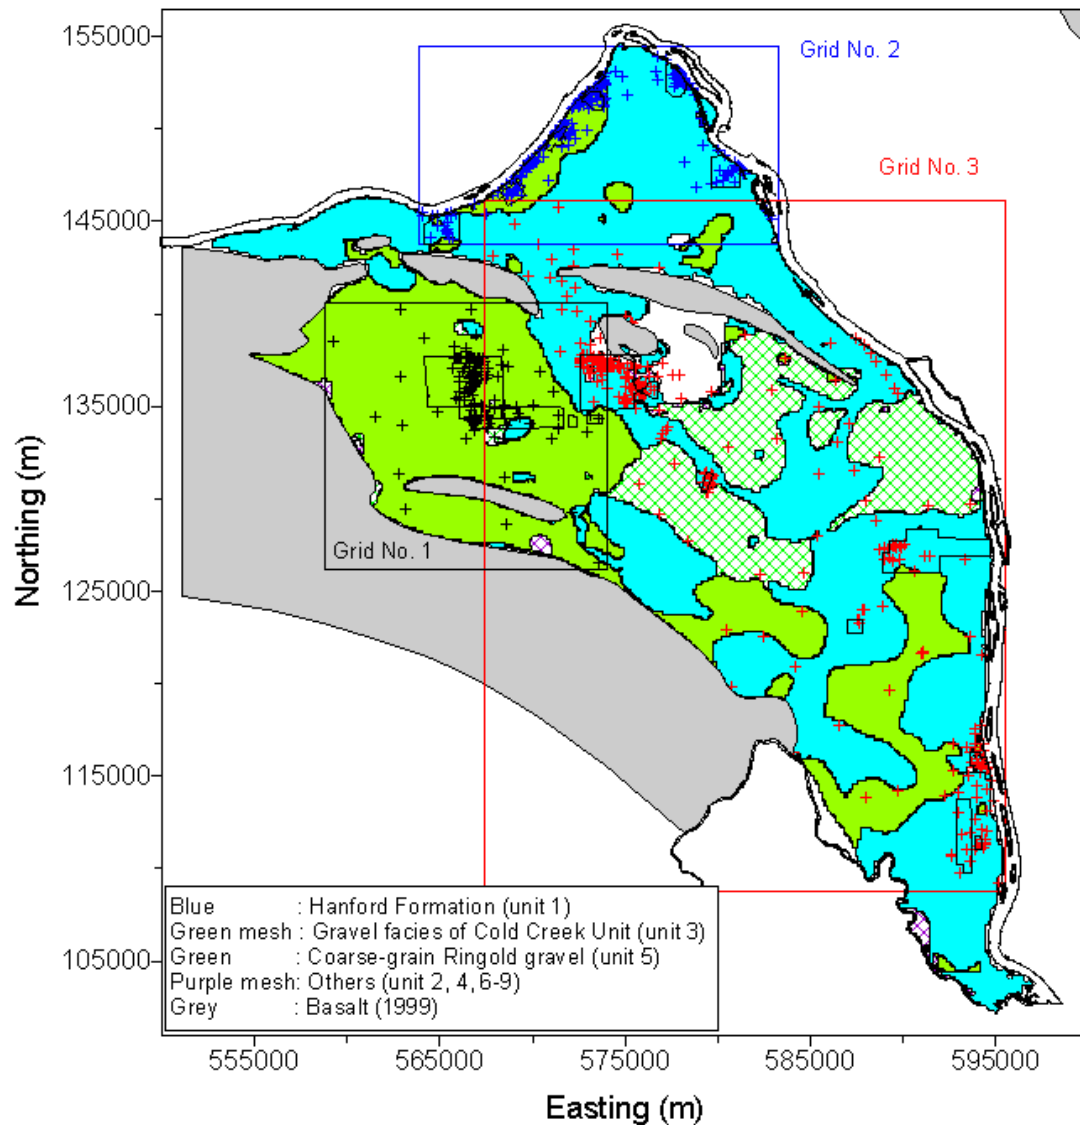 155000
145000
135000
125000
115000
105000
Northing (m)
Grid No. 2
Grid No. 3
Grid No. 1
Blue : Hanford Formation (unit 1)
Green mesh : Gravel facies of Cold Creek Unit (unit 3)
Green : Coarse-grain Ringold gravel (unit 5)
Purple mesh: Others (unit 2, 4, 6-9)
Grey : Basalt (1999)
555000 565000 575000 585000 595000
Easting (m)